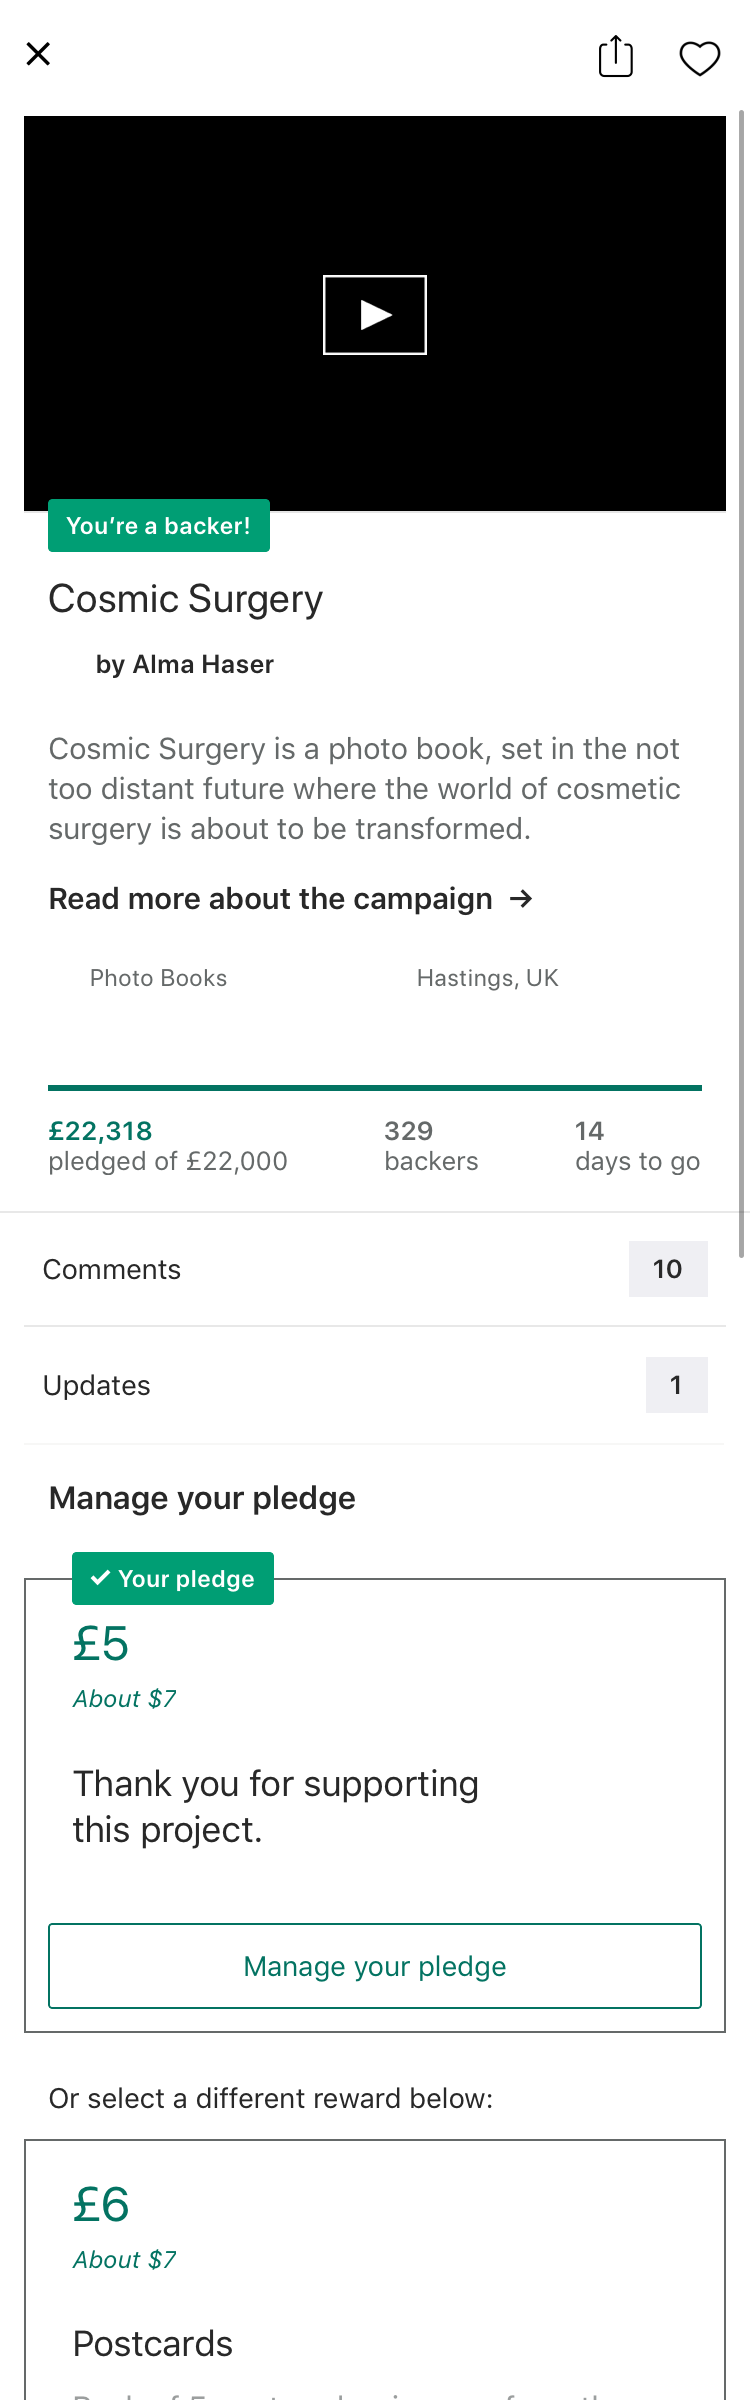 You're a backer!
Cosmic Surgery
by Alma Haser
Cosmic Surgery is a photo book, set in the not
too distant future where the world of cosmetic
surgery is about to be transformed.
Read more about the campaign →
Photo Books Hastings, UK
£22,318 329 14
pledged of £22,000 backers days to go
Comments 10
Updates 1
Manage your pledge
✓ Your pledge
£5
About $7
Thank you for supporting
this project.
Manage your pledge
Or select a different reward below:
£6
About $7
Postcards